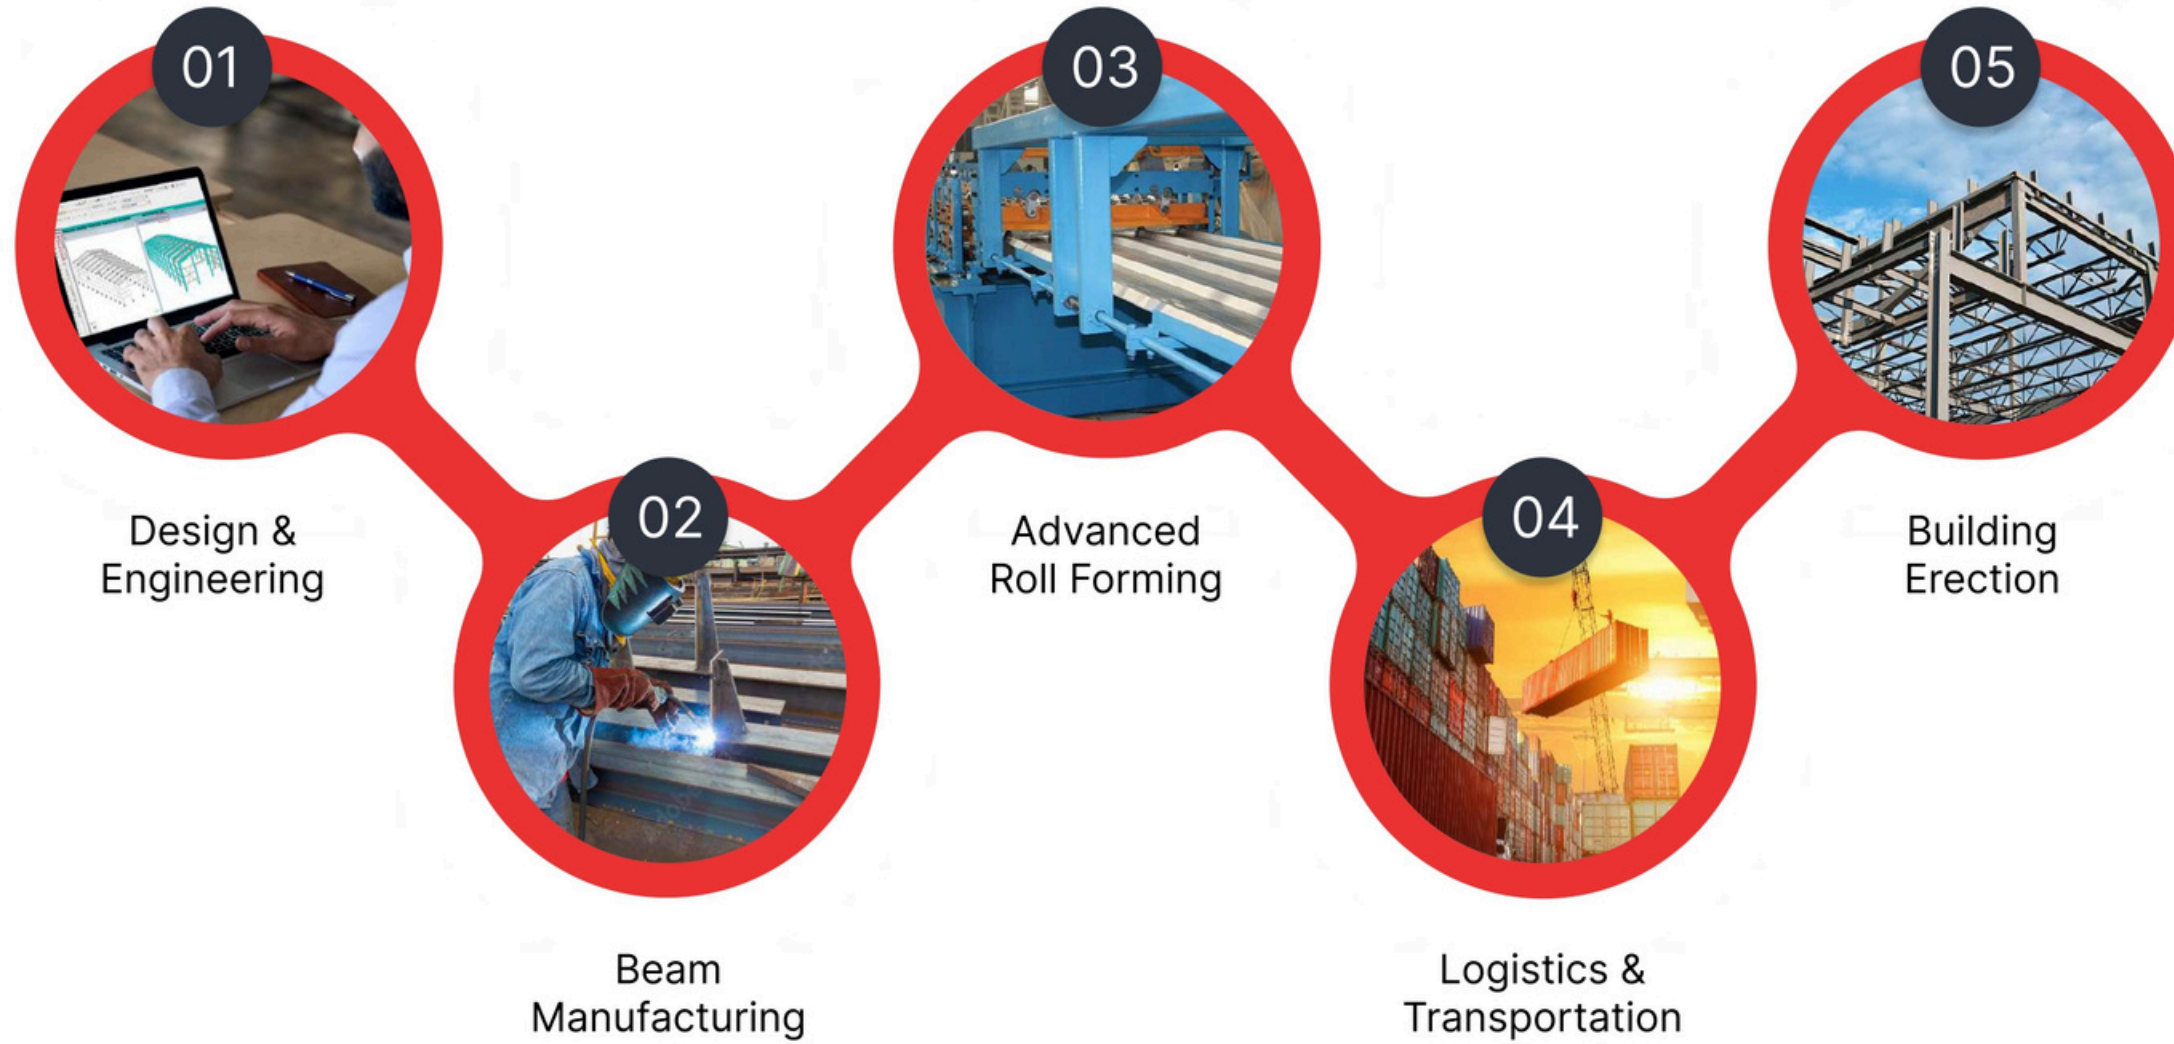 01
Design &
Engineering
02
Beam
Manufacturing
03
Advanced
Roll Forming
04
Logistics &
Transportation
05
Building
Erection